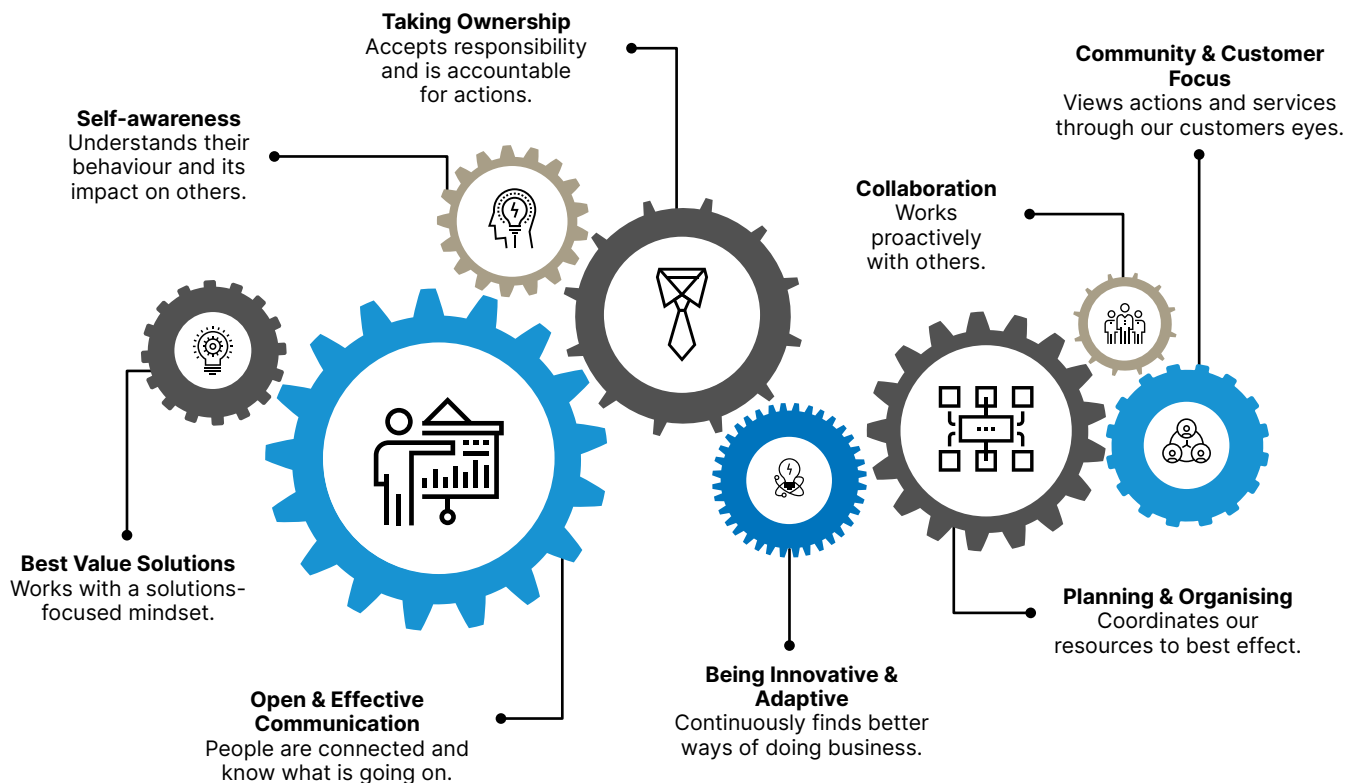 Taking Ownership
Accepts responsibility
and is accountable
for actions.
Community & Customer
Focus
Views actions and services
through our customers eyes.
Self-awareness
Understands their
behaviour and its
impact on others.
Collaboration
Works
proactively
with others.
Best Value Solutions
Works with a solutions-
focused mindset.
Planning & Organising
Coordinates our
resources to best effect.
Being Innovative &
Adaptive
Continuously finds better
ways of doing business.
Open & Effective
Communication
People are connected and
know what is going on.